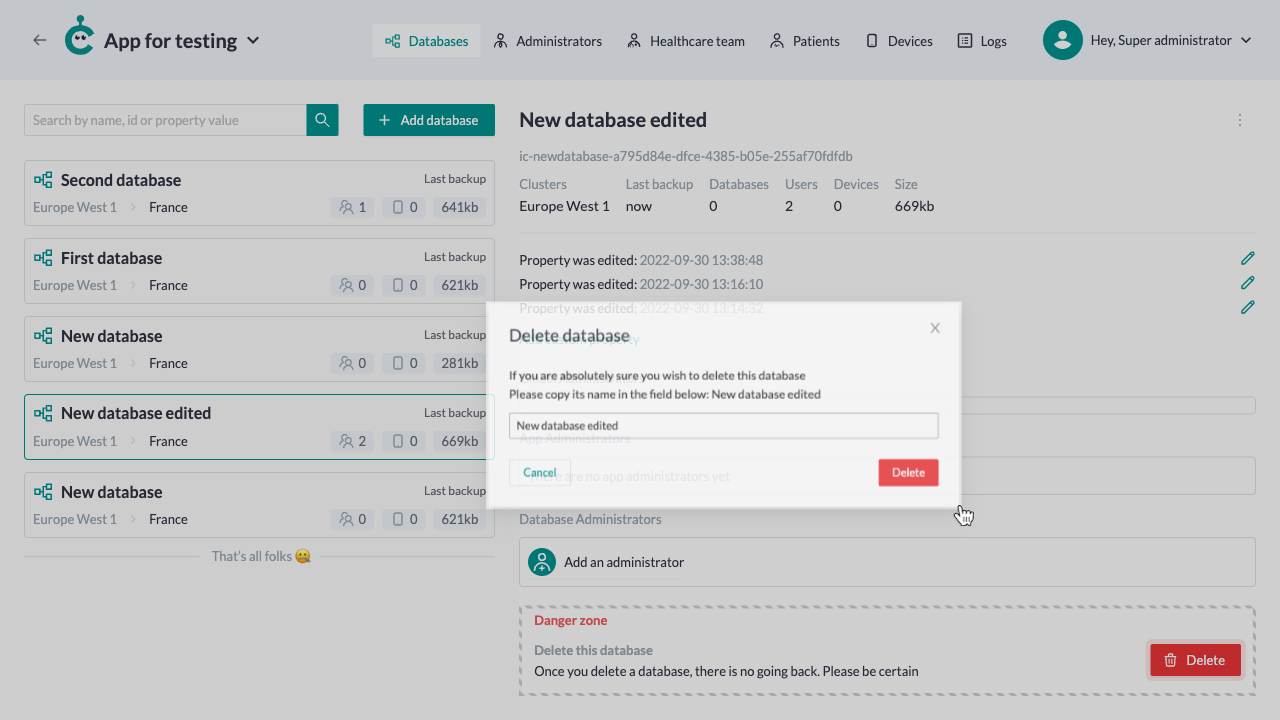 App for testing
Databases
Administrators
Healthcare team
Patients
Devices
Logs
Hey, Super administrator
Search by name, id or property value
Add database
Second database
Last backup
Europe West 1
France
1
0
641kb
First database
Last backup
Europe West 1
France
0
0
621kb
New database
Last backup
Europe West 1
France
0
0
281kb
New database edited
Last backup
Europe West 1
France
2
0
669kb
New database
Last backup
Europe West 1
France
0
0
621kb
That's all folks
New database edited
ic-newdatabase-a795d84e-dfce-4385-b05e-255af70fdfdb
Clusters Last backup Databases Users Devices Size
Europe West 1 now 0 2 0 669kb
Property was edited: 2022-09-30 13:38:48
Property was edited: 2022-09-30 13:16:10
Property was edited: 2022-09-30 13:14:32
Delete database
If you are absolutely sure you wish to delete this database
Please copy its name in the field below: New database edited
New database edited
App Administrators
Cancel
Delete
There are no app administrators yet
Database Administrators
Add an administrator
Danger zone
Delete this database
Once you delete a database, there is no going back. Please be certain
Delete